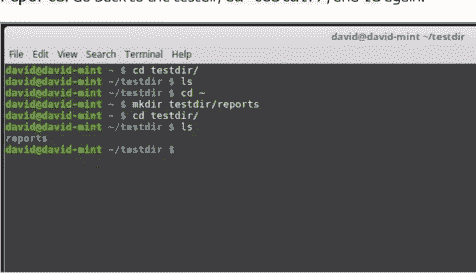 david@david-mint ~/testdir
File Edit View Search Terminal Help
david@david-mint ~ $ cd testdir/
david@david-mint ~/testdir $ ls
david@david-mint ~/testdir $ cd ~
david@david-mint ~ $ mkdir testdir/reports
david@david-mint ~ $ cd testdir/
david@david-mint ~/testdir $ ls
reports
david@david-mint ~/testdir $